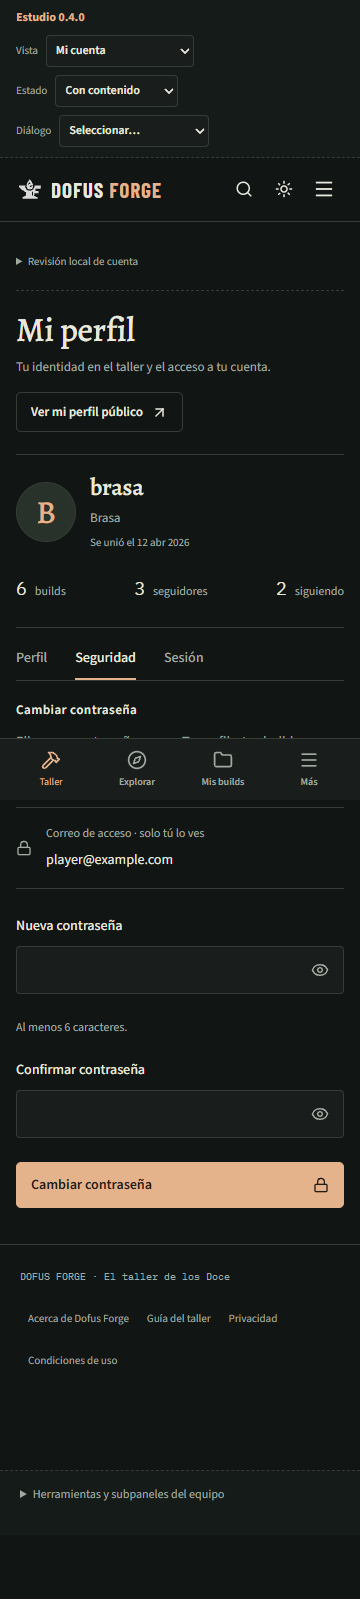 Estudio 0.4.0
Vista Mi cuenta
Estado Con contenido
Diálogo Seleccionar...
DOFUS FORGE
▶ Revisión local de cuenta
Mi perfil
Tu identidad en el taller y el acceso a tu cuenta.
Ver mi perfil público
B
brasa
Brasa
Se unió el 12 abr 2026
6 builds 3 seguidores 2 siguiendo
Perfil Seguridad Sesión
Cambiar contraseña
Taller Explorar Mis builds Más
Correo de acceso · solo tú lo ves
player@example.com
Nueva contraseña
Al menos 6 caracteres.
Confirmar contraseña
Cambiar contraseña
DOFUS FORGE · El taller de los Doce
Acerca de Dofus Forge Guía del taller Privacidad
Condiciones de uso
▶ Herramientas y subpaneles del equipo